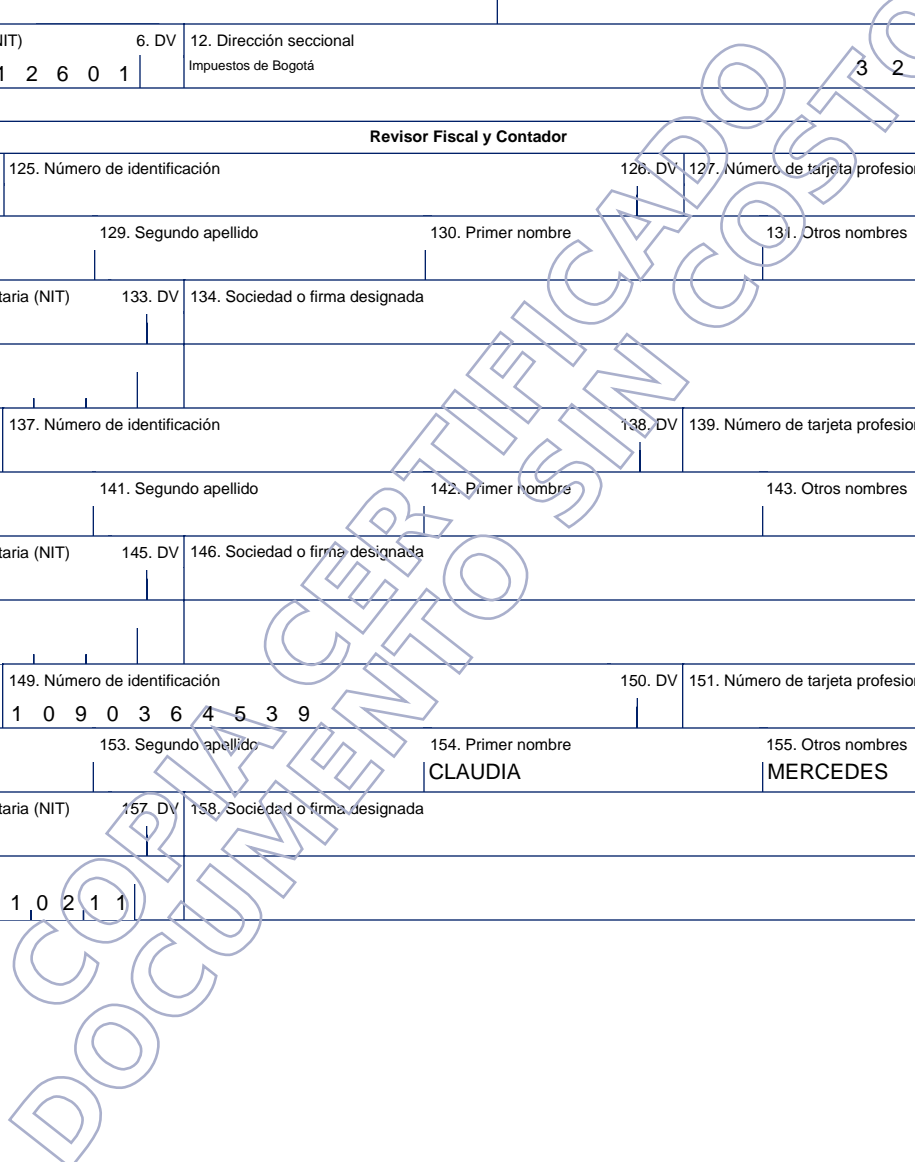 IT) 6. DV 12. Dirección seccional
1 2 6 0 1 Impuestos de Bogotá 3 2
Revisor Fiscal y Contador
125. Número de identificación 126. DV 127. Número de tarjeta profesion
129. Segundo apellido 130. Primer nombre 131. Otros nombres
taria (NIT) 133. DV 134. Sociedad o firma designada
137. Número de identificación 138. DV 139. Número de tarjeta profesion
141. Segundo apellido 142. Primer nombre 143. Otros nombres
taria (NIT) 145. DV 146. Sociedad o firma designada
149. Número de identificación 150. DV 151. Número de tarjeta profesion
1 0 9 0 3 6 4 5 3 9
153. Segundo apellido 154. Primer nombre 155. Otros nombres
CLAUDIA MERCEDES
taria (NIT) 157. DV 158. Sociedad o firma designada
1 0 2 1 1
COPIA CERTIFICADO
DOCUMENTO SIN COSTO